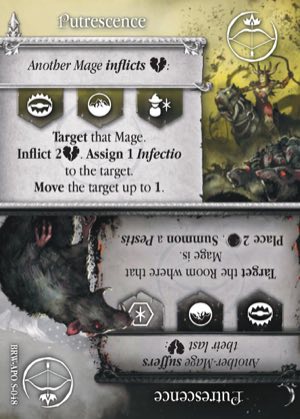 Putrescence
Another Mage inflicts :
Target that Mage.
Inflict 2 . Assign 1 Infectio
to the target.
Move the target up to 1.
Putrescence
Another Mage suffers
their last :
Target the Room where that
Mage is.
Place 2 . Summon a Pestis
BRWARO S-048